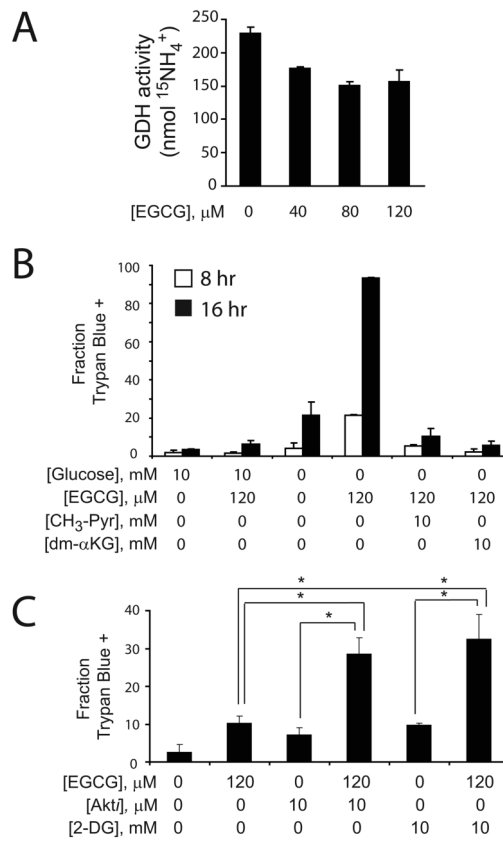 A
GDH activity
(nmol ¹⁵NH₄⁺)
250
200
150
100
50
0
[EGCG], μM 0 40 80 120
B
8 hr
16 hr
Fraction
Trypan Blue +
100
80
60
40
20
0
[Glucose], mM 10 10 0 0 0 0
[EGCG], μM 0 120 0 120 120 120
[CH₃-Pyr], mM 0 0 0 0 10 0
[dm-αKG], mM 0 0 0 0 0 10
C
Fraction
Trypan Blue +
40
30
20
10
0
*
*
* *
[EGCG], μM 0 120 0 120 0 120
[Akti], μM 0 0 10 10 0 0
[2-DG], mM 0 0 0 0 10 10